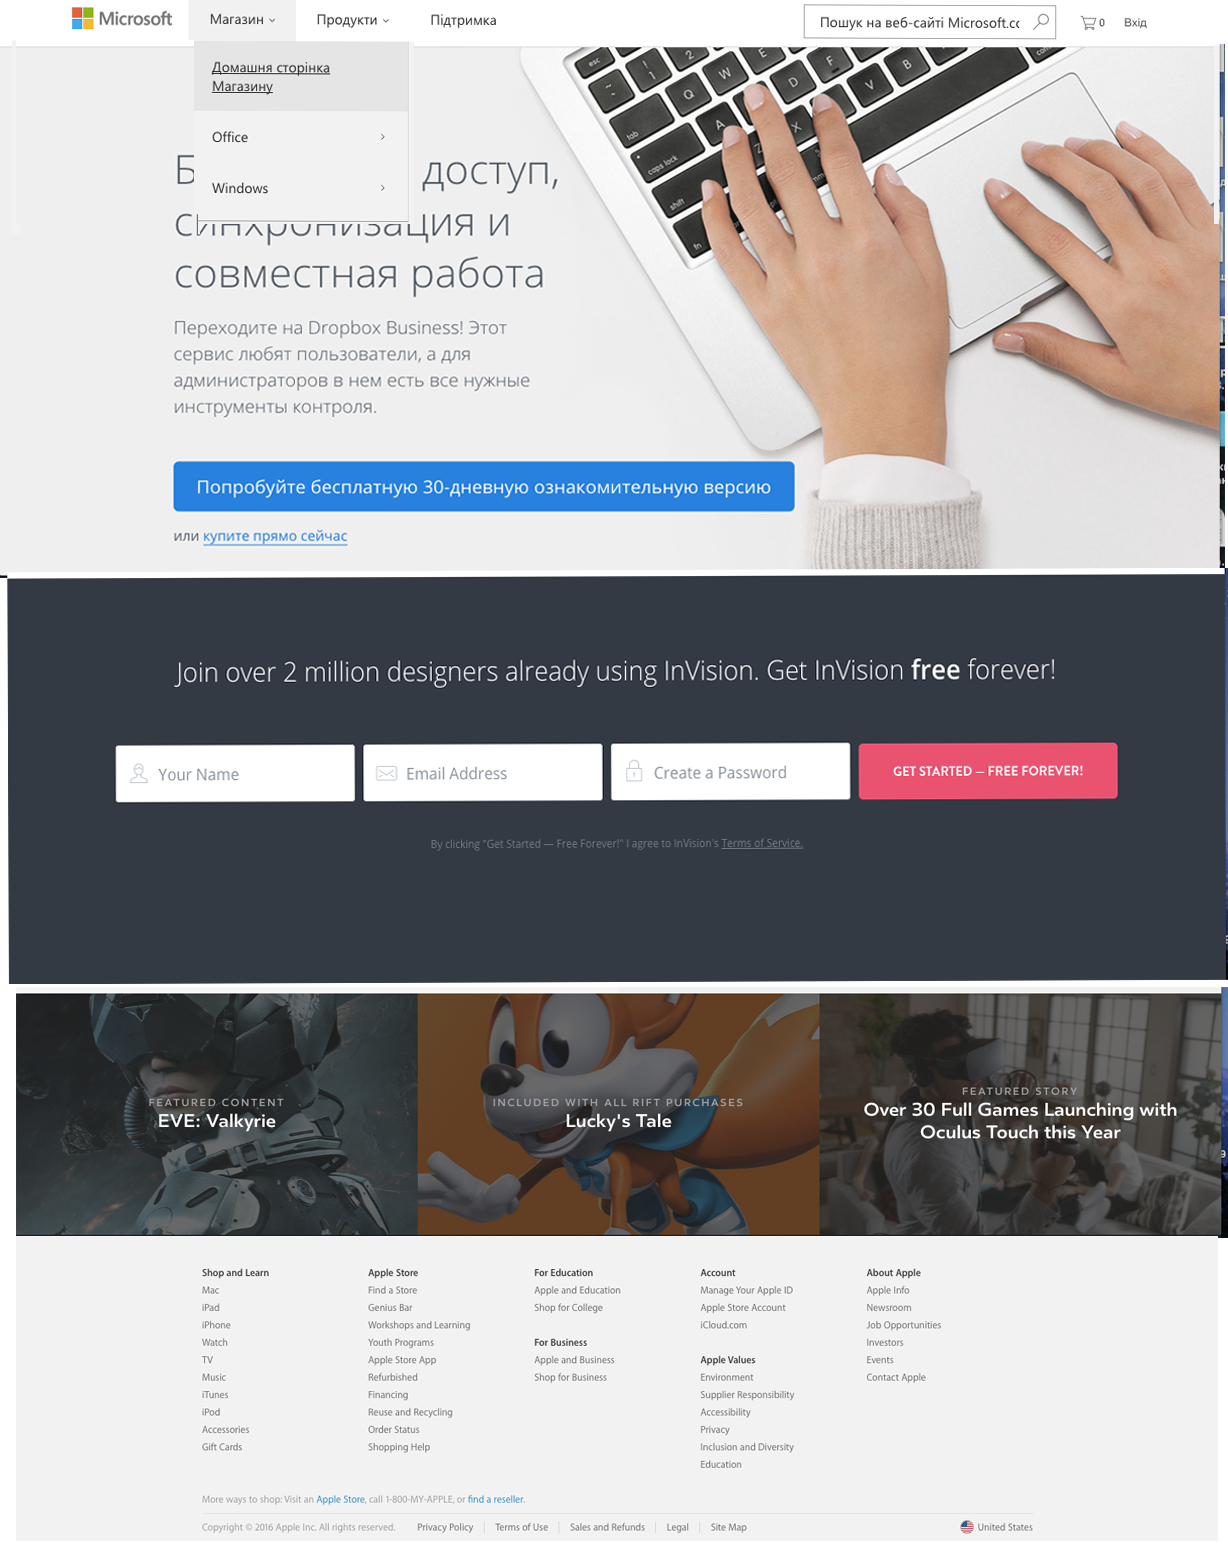 Microsoft
Магазин
Продукти
Підтримка
Пошук на веб-сайті Microsoft.cc
0
Вхід
Домашня сторінка
Магазину
Office
Windows
доступ,
синхронизация и
совместная работа
Переходите на Dropbox Business! Этот
сервис любят пользователи, а для
администраторов в нем есть все нужные
инструменты контроля.
Попробуйте бесплатную 30-дневную ознакомительную версию
или купите прямо сейчас
esc
tab
caps lock
shift
fn
Join over 2 million designers already using InVision. Get InVision free forever!
Your Name
Email Address
Create a Password
GET STARTED — FREE FOREVER!
By clicking "Get Started — Free Forever!" I agree to InVision's Terms of Service.
FEATURED CONTENT
EVE: Valkyrie
INCLUDED WITH ALL RIFT PURCHASES
Lucky's Tale
FEATURED STORY
Over 30 Full Games Launching with
Oculus Touch this Year
Shop and Learn
Mac
iPad
iPhone
Watch
TV
Music
iTunes
iPod
Accessories
Gift Cards
Apple Store
Find a Store
Genius Bar
Workshops and Learning
Youth Programs
Apple Store App
Refurbished
Financing
Reuse and Recycling
Order Status
Shopping Help
For Education
Apple and Education
Shop for College
For Business
Apple and Business
Shop for Business
Account
Manage Your Apple ID
Apple Store Account
iCloud.com
Apple Values
Environment
Supplier Responsibility
Accessibility
Privacy
Inclusion and Diversity
Education
About Apple
Apple Info
Newsroom
Job Opportunities
Investors
Events
Contact Apple
More ways to shop: Visit an Apple Store, call 1-800-MY-APPLE, or find a reseller.
Copyright © 2016 Apple Inc. All rights reserved.
Privacy Policy
Terms of Use
Sales and Refunds
Legal
Site Map
United States